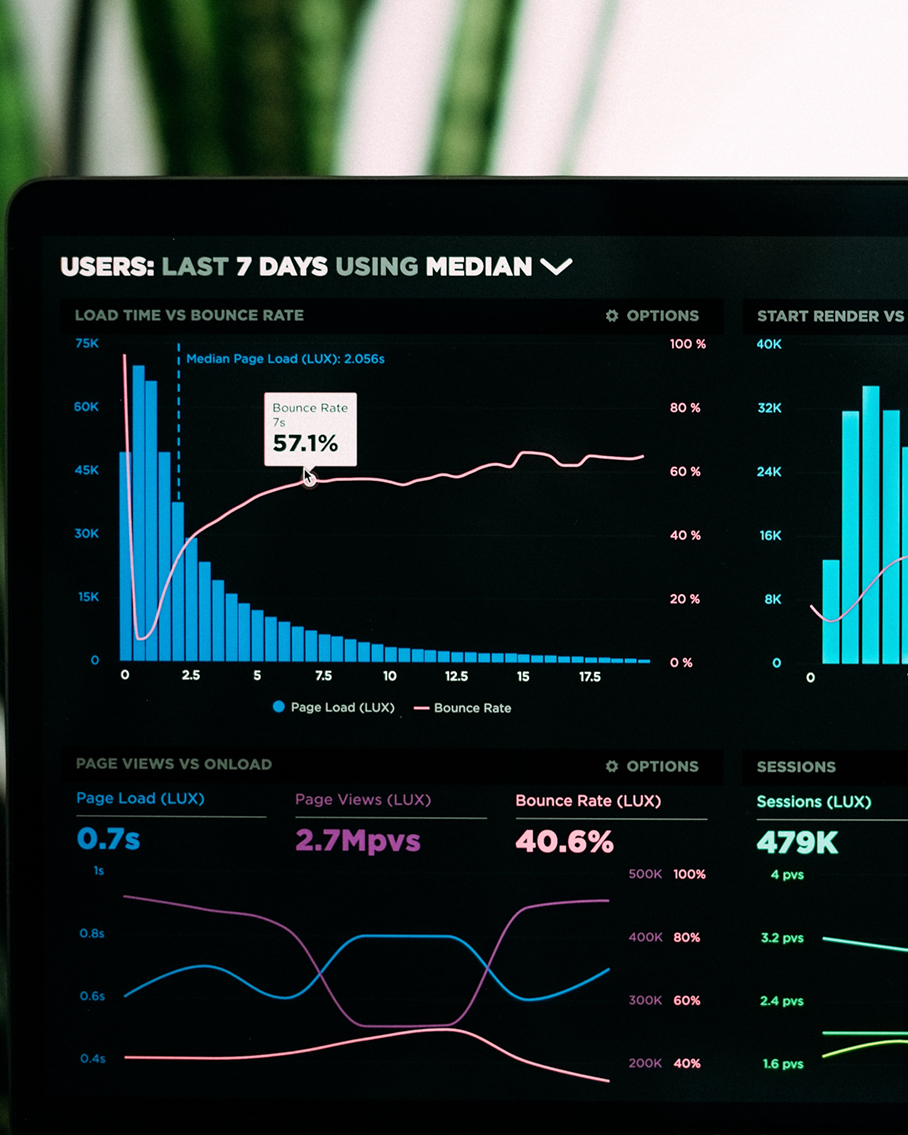 USERS: LAST 7 DAYS USING MEDIAN
LOAD TIME VS BOUNCE RATE
OPTIONS
75K
60K
45K
30K
15K
0
Median Page Load (LUX): 2.056s
Bounce Rate
7s
57.1%
100 %
80 %
60 %
40 %
20 %
0 %
0 2.5 5 7.5 10 12.5 15 17.5
Page Load (LUX) Bounce Rate
START RENDER VS
40K
32K
24K
16K
8K
0
0
PAGE VIEWS VS ONLOAD
OPTIONS
Page Load (LUX)
0.7s
Page Views (LUX)
2.7Mpvs
Bounce Rate (LUX)
40.6%
1s
0.8s
0.6s
0.4s
500K 100%
400K 80%
300K 60%
200K 40%
SESSIONS
Sessions (LUX)
479K
4 pvs
3.2 pvs
2.4 pvs
1.6 pvs